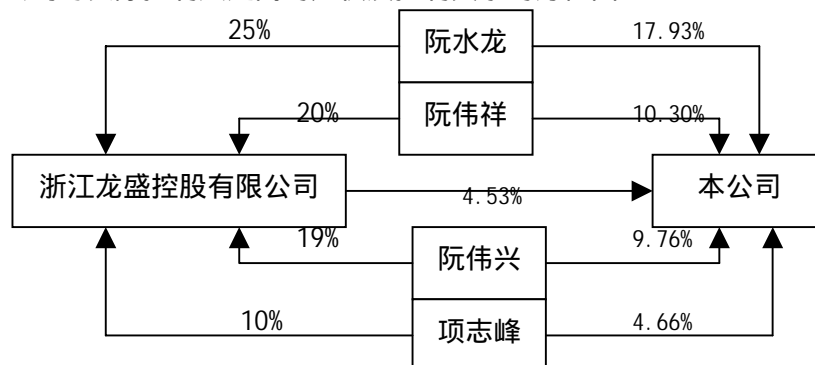 25% 阮水龙 17.93%
20% 阮伟祥 10.30%
浙江龙盛控股有限公司 4.53% 本公司
19% 阮伟兴 9.76%
10% 项志峰 4.66%